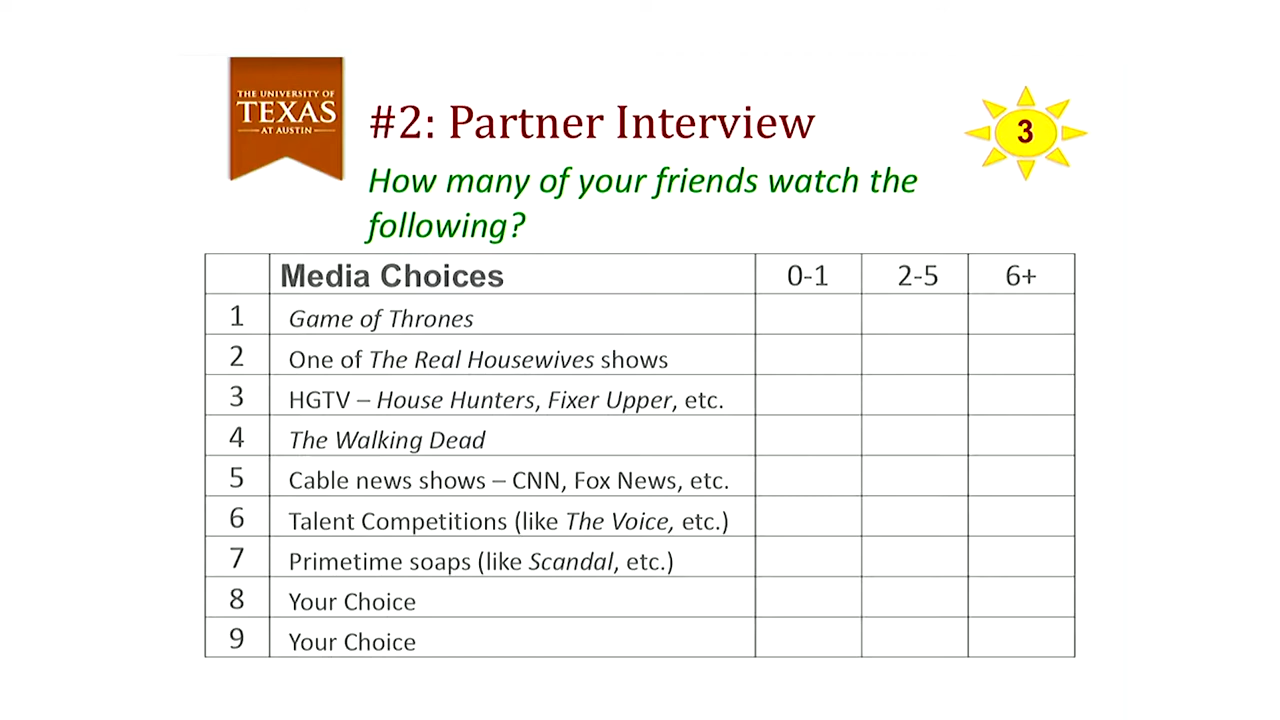 THE UNIVERSITY OF
TEXAS
AT AUSTIN
#2: Partner Interview
3
How many of your friends watch the
following?
Media Choices 0-1 2-5 6+
1 Game of Thrones
2 One of The Real Housewives shows
3 HGTV – House Hunters, Fixer Upper, etc.
4 The Walking Dead
5 Cable news shows – CNN, Fox News, etc.
6 Talent Competitions (like The Voice, etc.)
7 Primetime soaps (like Scandal, etc.)
8 Your Choice
9 Your Choice